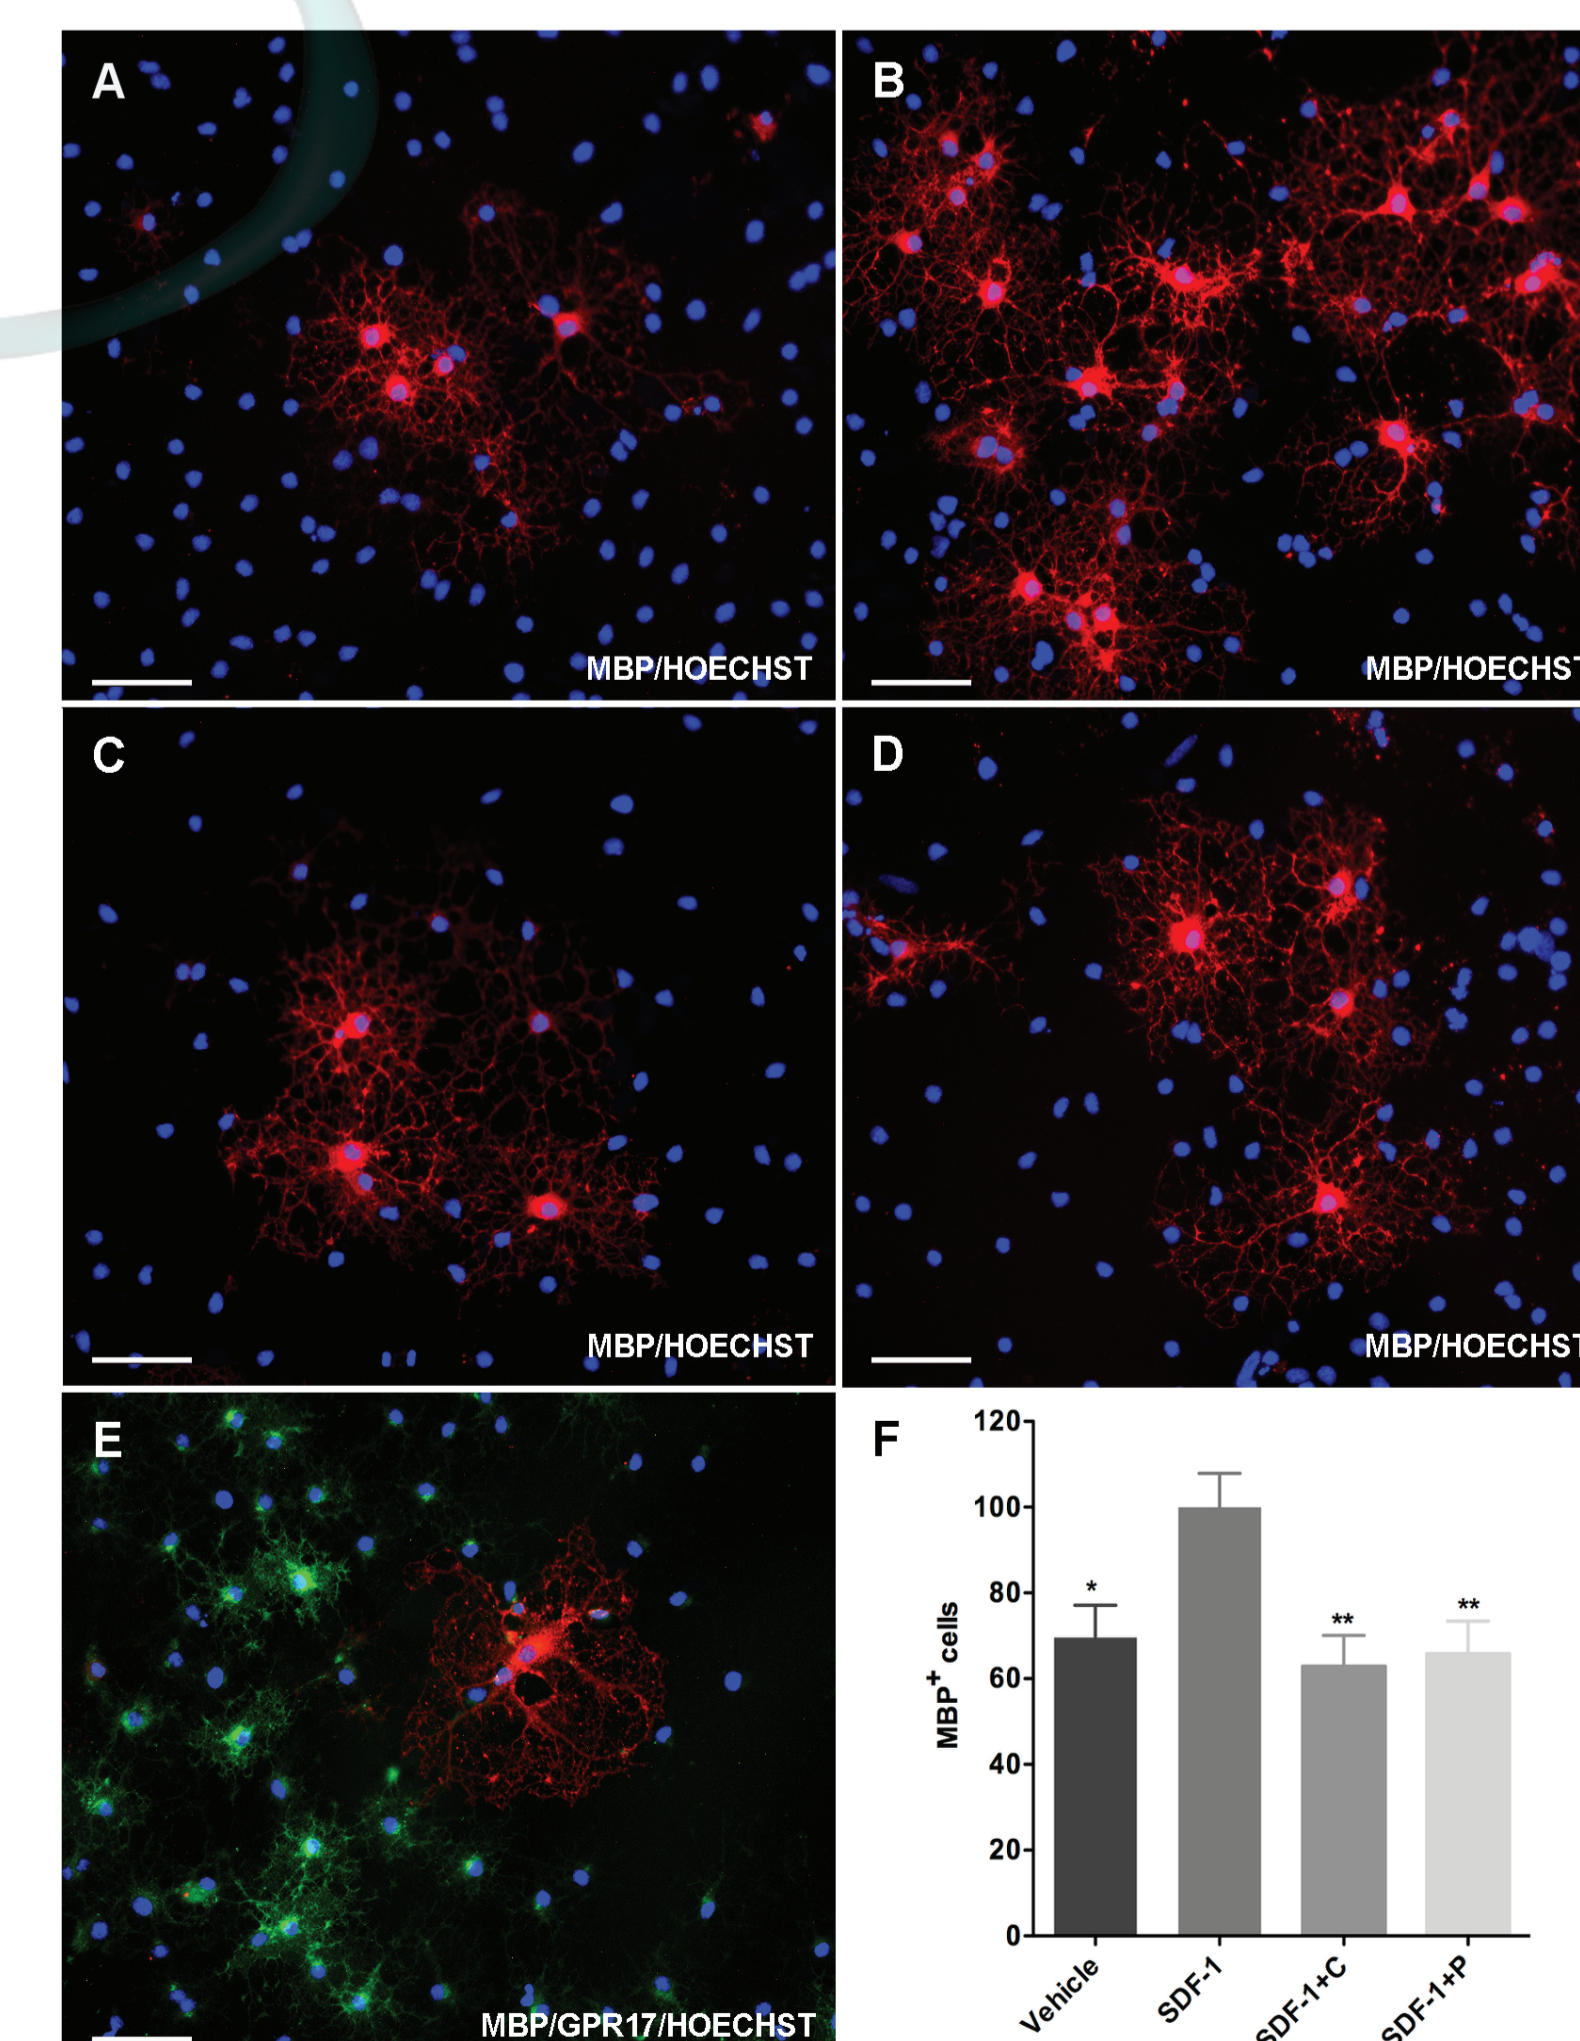 A
B
MBP/HOECHST
MBP/HOECHST
C
D
MBP/HOECHST
MBP/HOECHST
E
MBP/GPR17/HOECHST
F
MBP+ cells
120
100
80
60
40
20
0
*
**
**
Vehicle
SDF-1
SDF-1+C
SDF-1+P